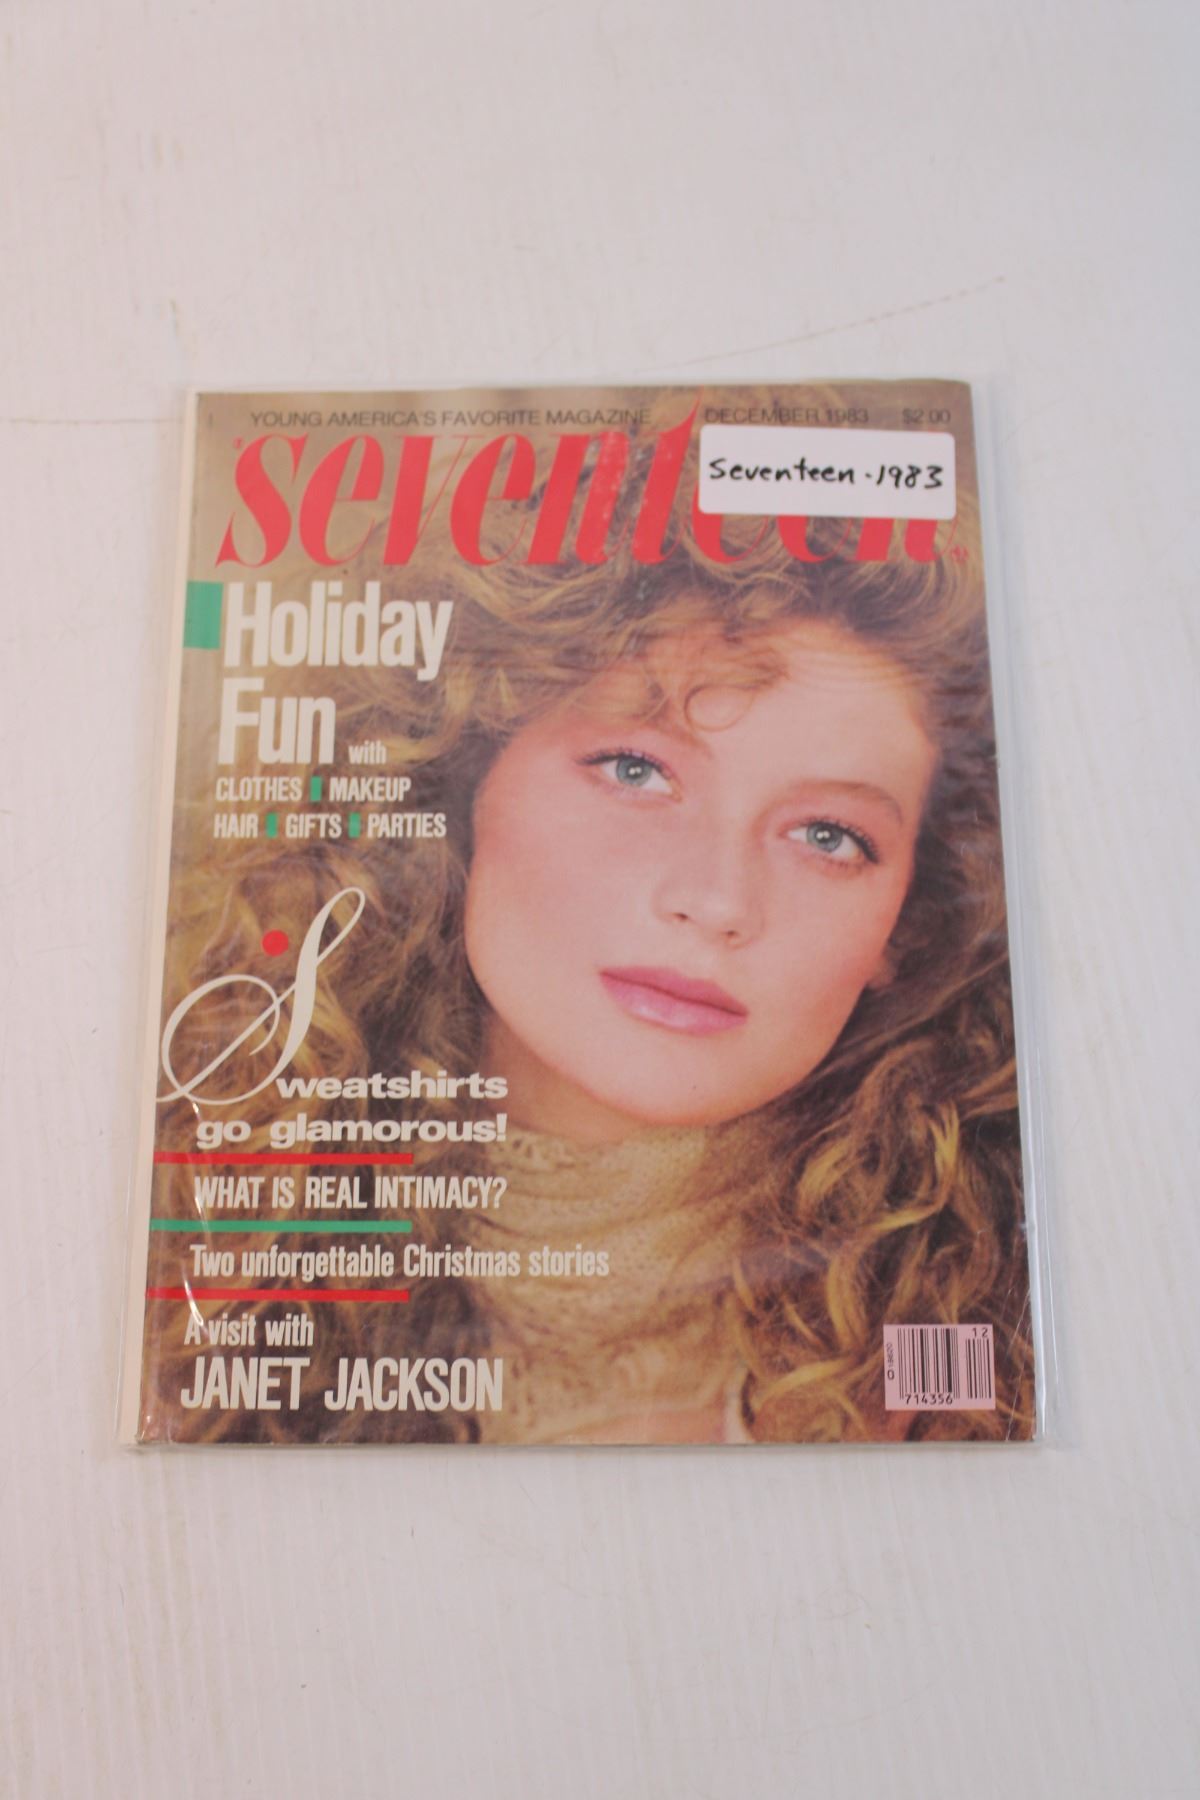 YOUNG AMERICA'S FAVORITE MAGAZINE DECEMBER 1983 $2.00
seventeen
Seventeen - 1983
Holiday
Fun with
CLOTHES MAKEUP
HAIR GIFTS PARTIES
Sweatshirts
go glamorous!
WHAT IS REAL INTIMACY?
Two unforgettable Christmas stories
A visit with
JANET JACKSON
12
0
714356